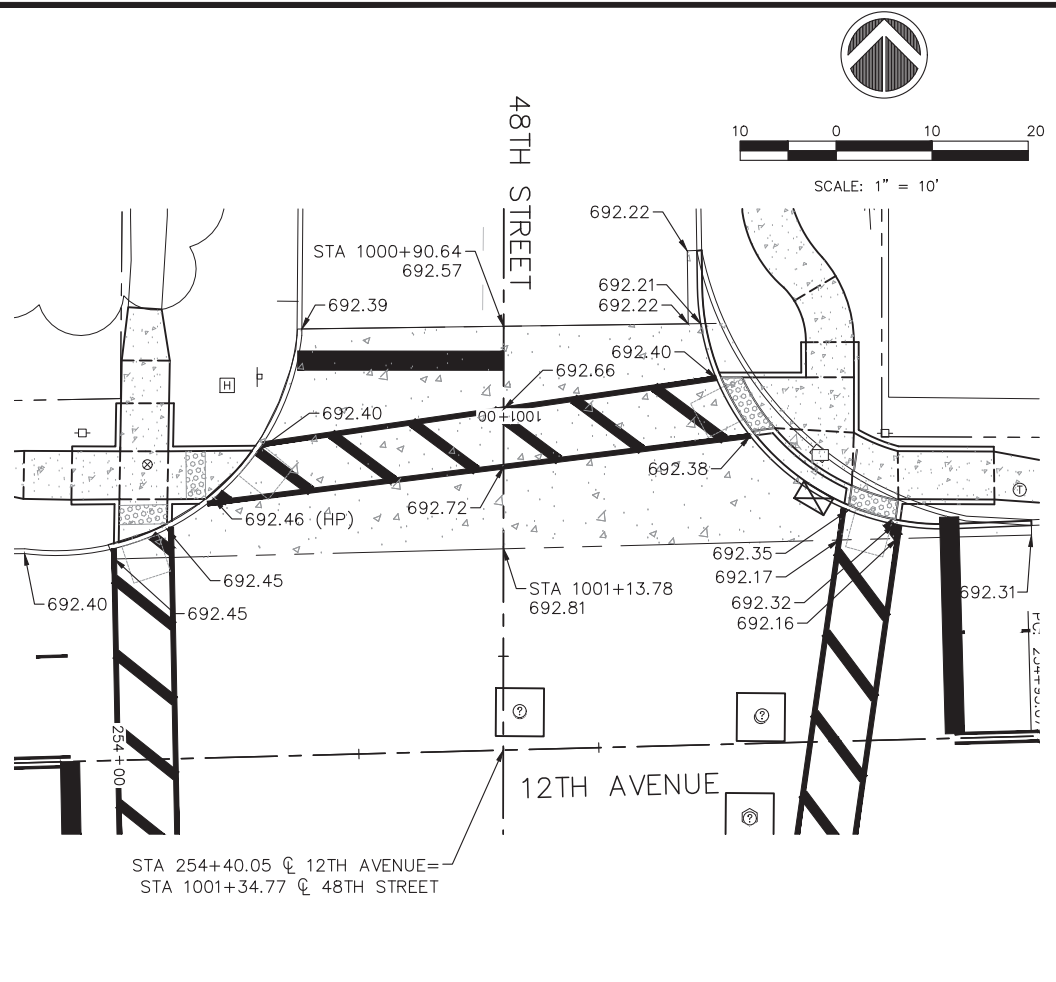 10 0 10 20
SCALE: 1" = 10'
48TH STREET
692.22
STA 1000+90.64
692.57
692.21
692.22
692.39
692.40
692.66
H
1001+00
692.40
692.38
692.72
692.46 (HP)
T
692.35
692.45
692.17
STA 1001+13.78
692.81
692.32
692.31
692.40
692.45
692.16
?
?
254+00
12TH AVENUE
?
STA 254+40.05 ℄ 12TH AVENUE=
STA 1001+34.77 ℄ 48TH STREET